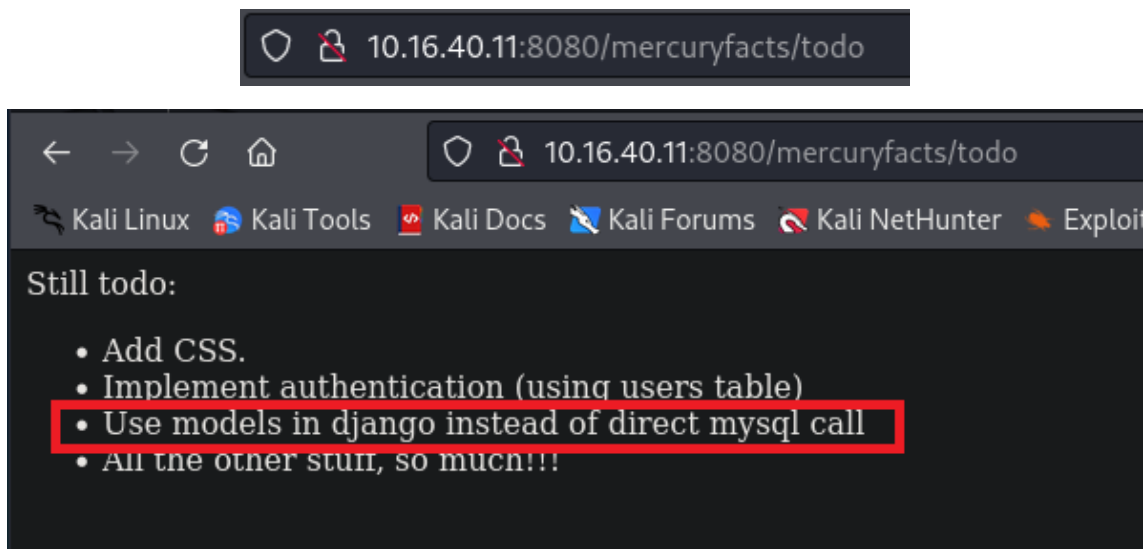 10.16.40.11:8080/mercuryfacts/todo
10.16.40.11:8080/mercuryfacts/todo
Kali Linux Kali Tools Kali Docs Kali Forums Kali NetHunter Exploit
Still todo:
• Add CSS.
• Implement authentication (using users table)
• Use models in django instead of direct mysql call
• All the other stuff, so much!!!